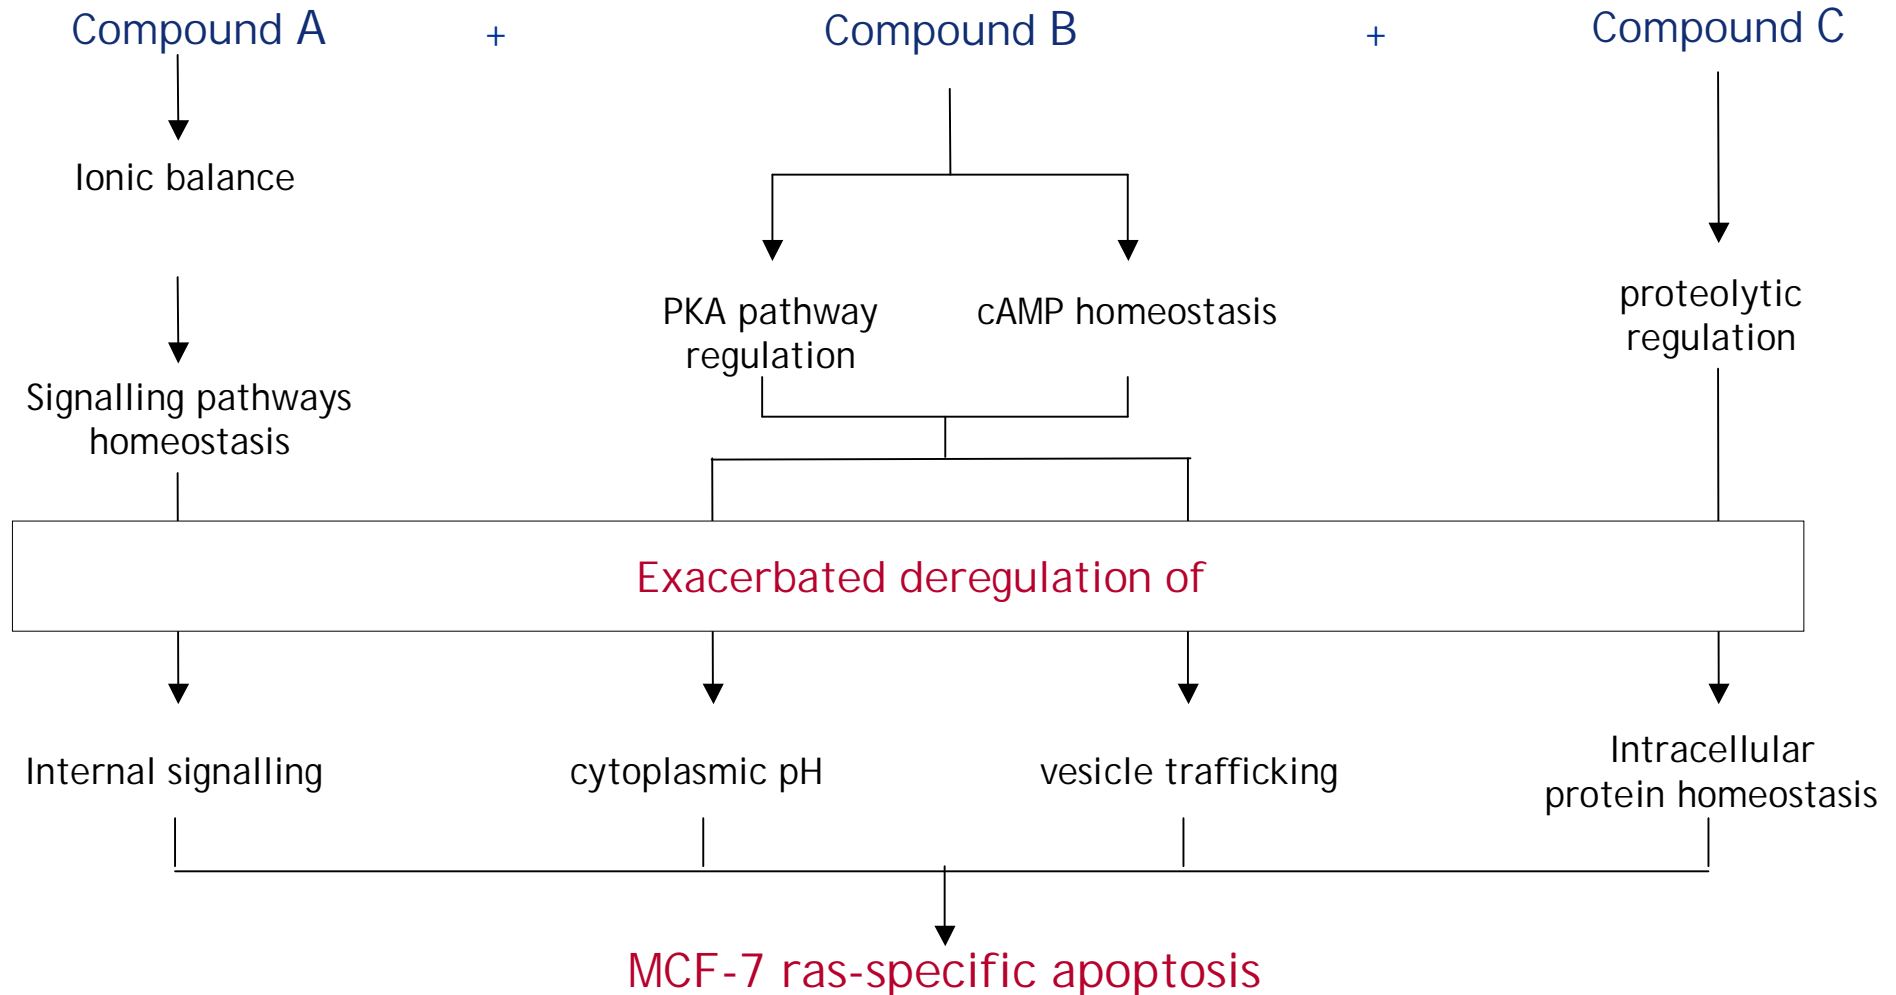 Compound A + Compound B + Compound C
Ionic balance
PKA pathway
regulation
cAMP homeostasis
proteolytic
regulation
Signalling pathways
homeostasis
Exacerbated deregulation of
Internal signalling
cytoplasmic pH
vesicle trafficking
Intracellular
protein homeostasis
MCF-7 ras-specific apoptosis